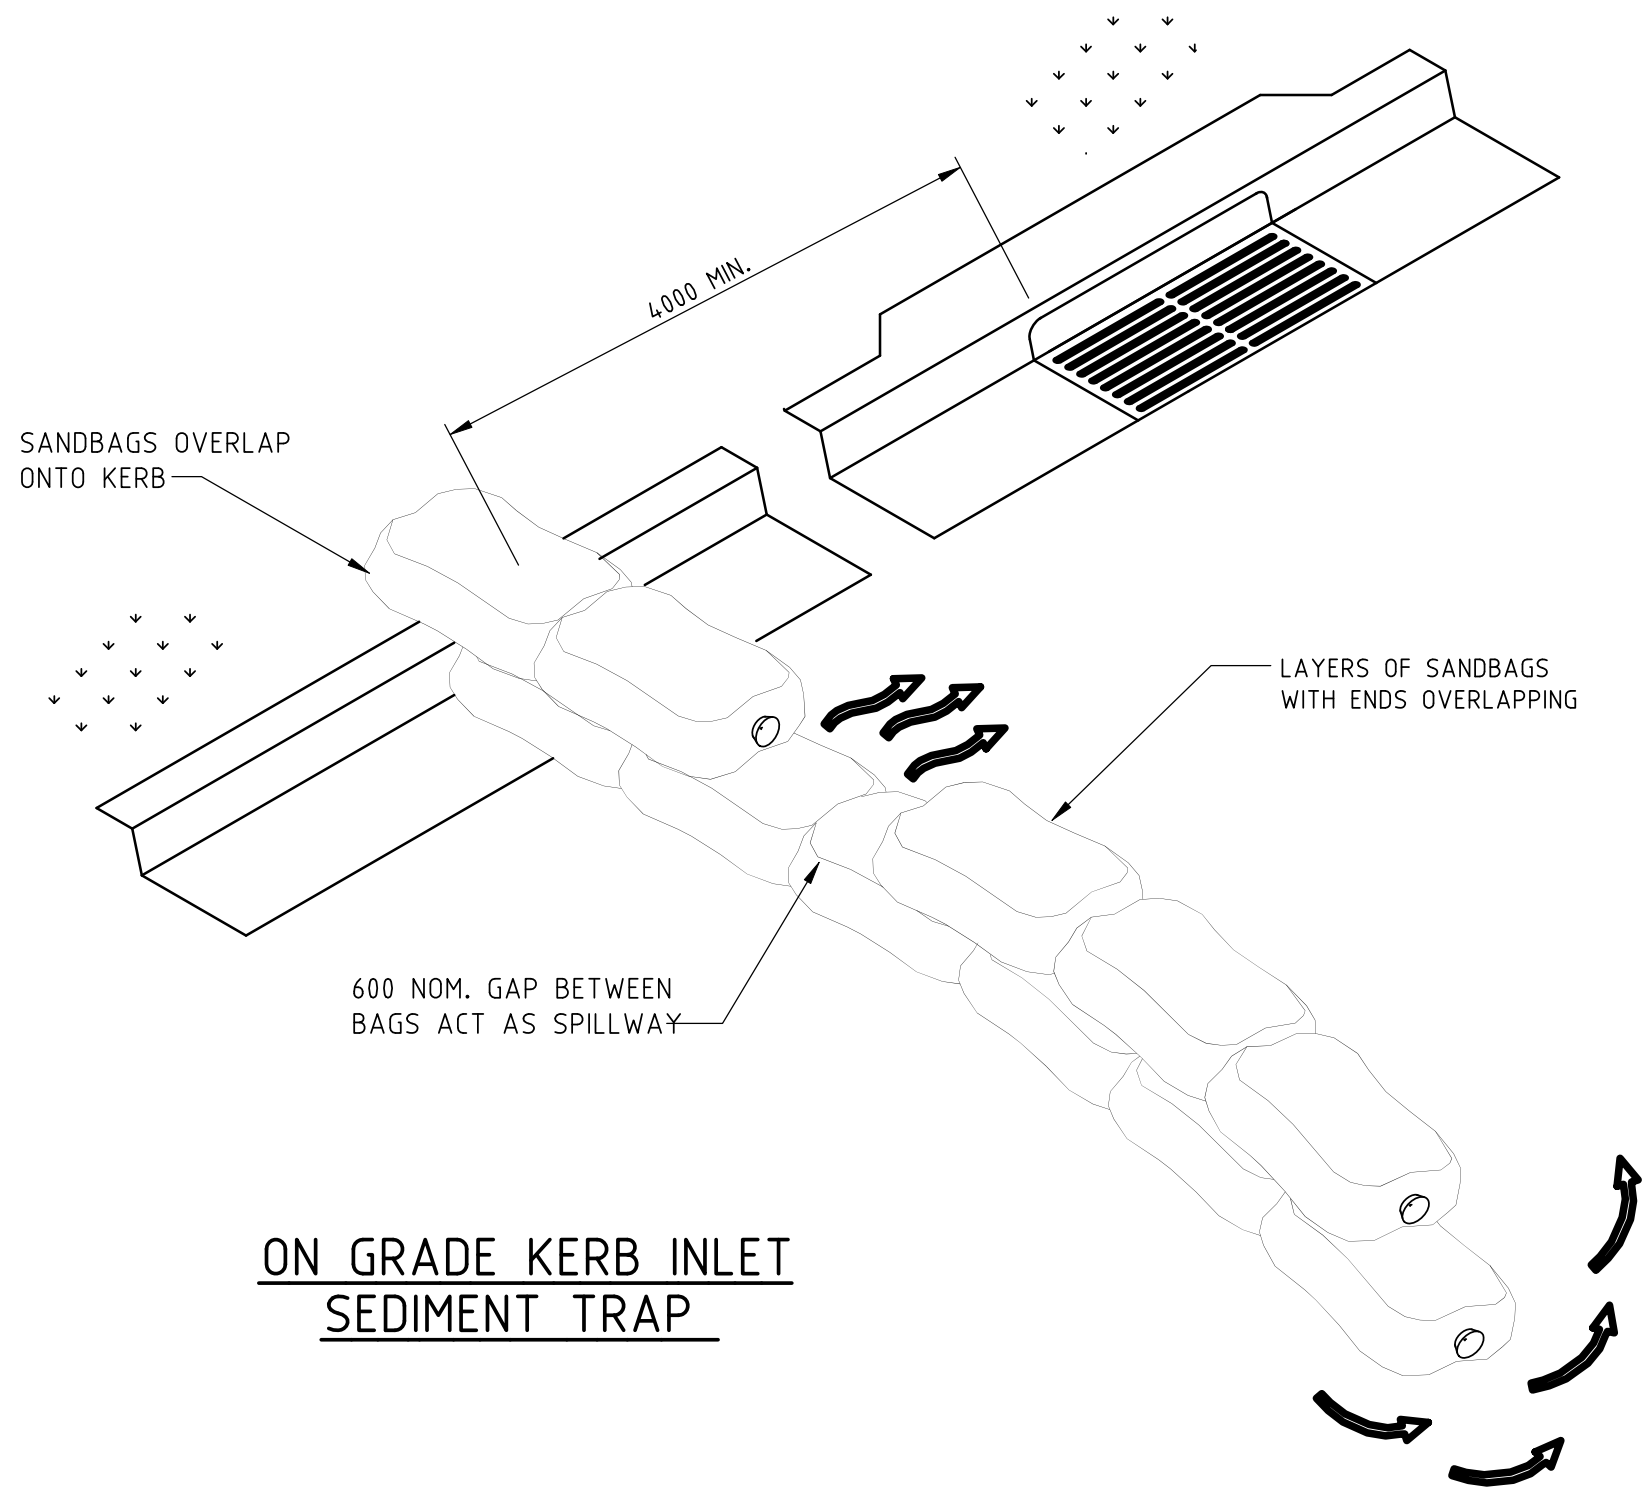 4000 MIN.
SANDBAGS OVERLAP
ONTO KERB
LAYERS OF SANDBAGS
WITH ENDS OVERLAPPING
600 NOM. GAP BETWEEN
BAGS ACT AS SPILLWAY
ON GRADE KERB INLET
SEDIMENT TRAP